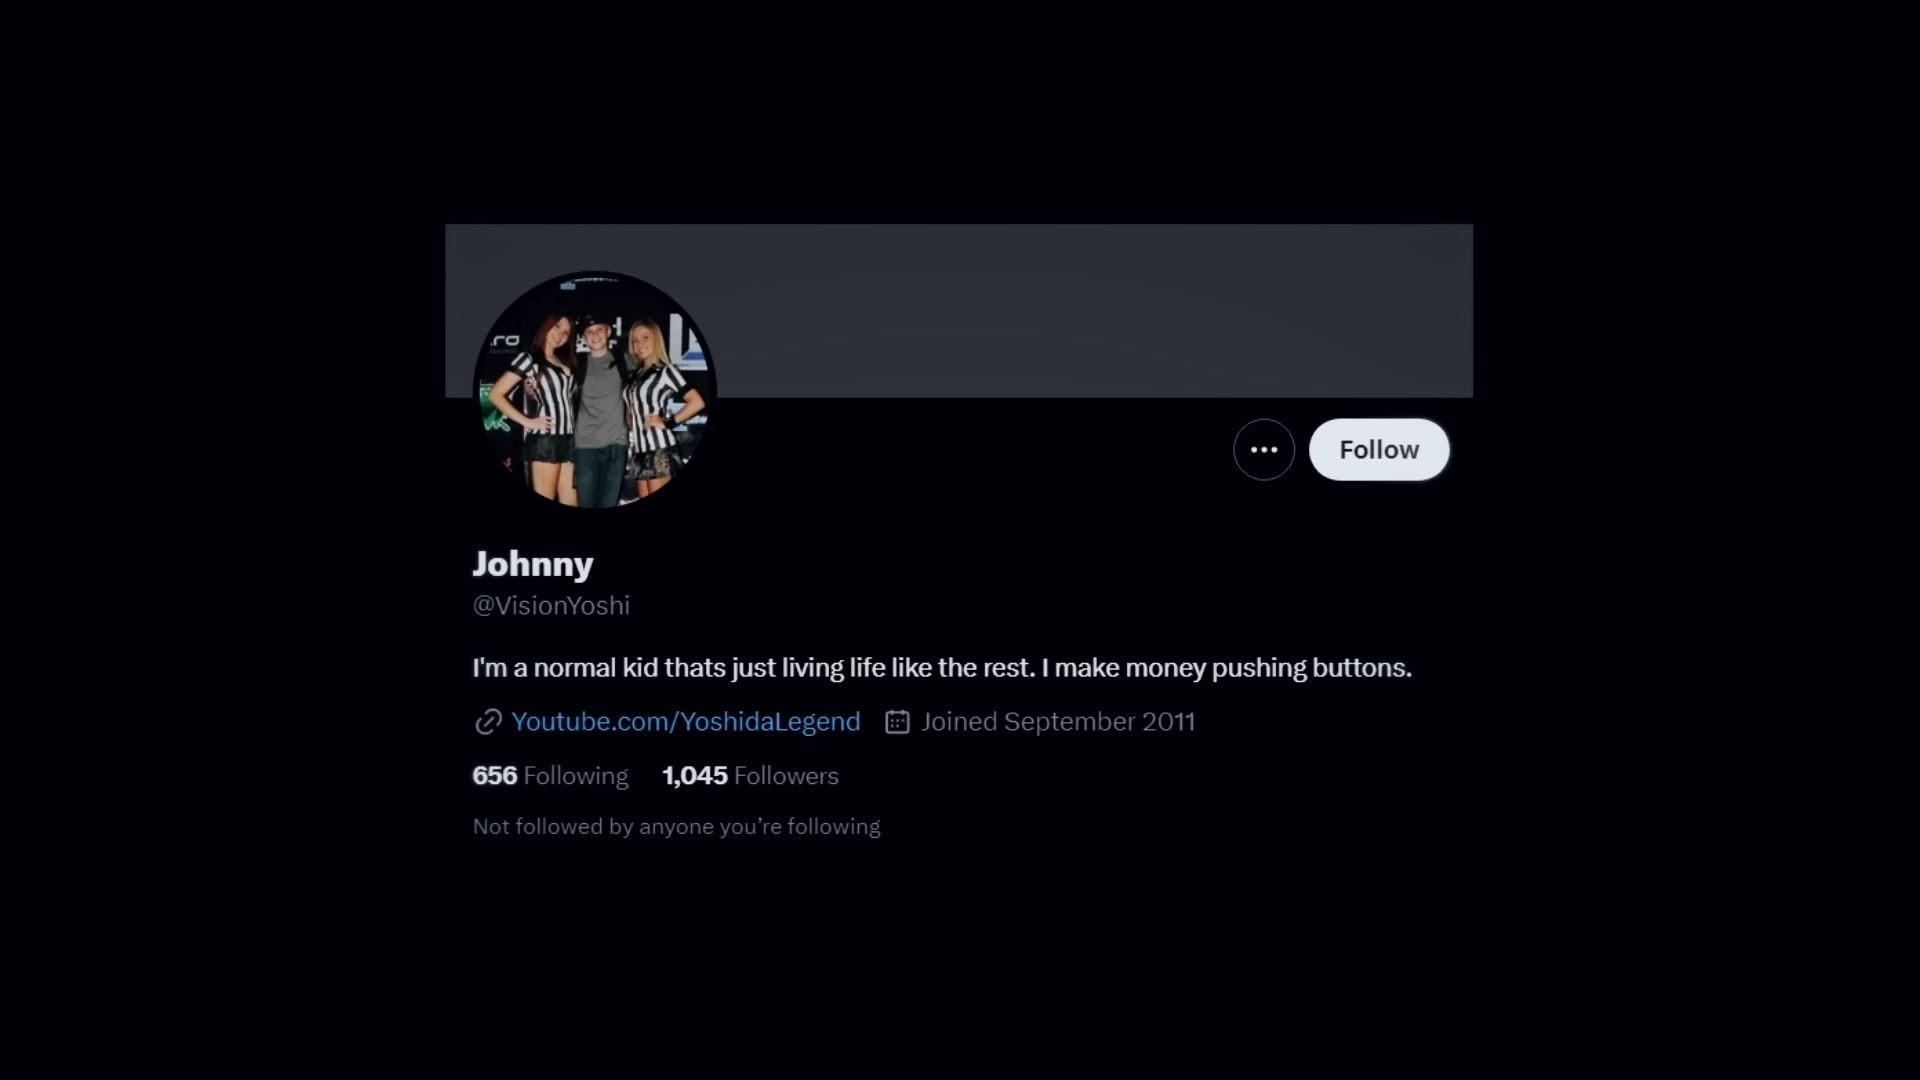 Follow
Johnny
@VisionYoshi
I'm a normal kid thats just living life like the rest. I make money pushing buttons.
Youtube.com/YoshidaLegend Joined September 2011
656 Following 1,045 Followers
Not followed by anyone you’re following